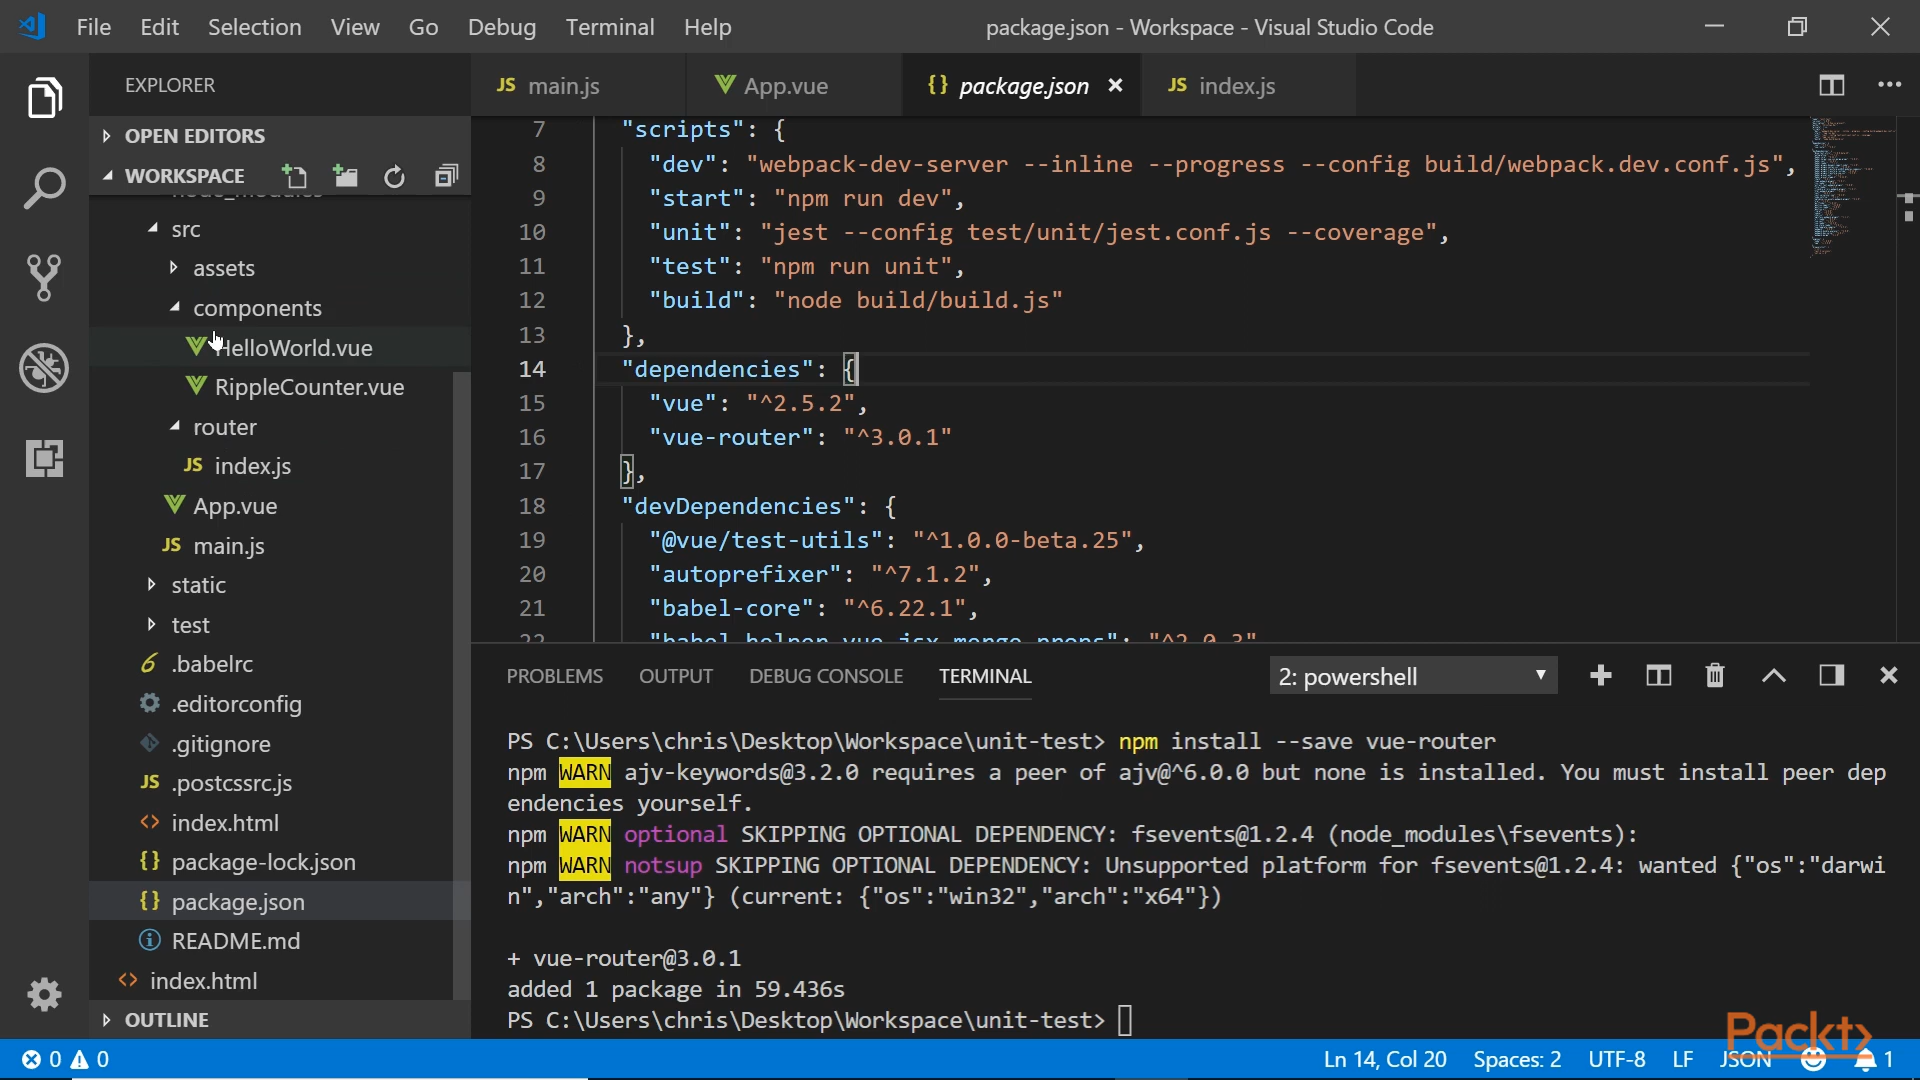 File Edit Selection View Go Debug Terminal Help
package.json - Workspace - Visual Studio Code
EXPLORER
OPEN EDITORS
WORKSPACE
node_modules
src
assets
components
HelloWorld.vue
RippleCounter.vue
router
JS index.js
App.vue
JS main.js
static
test
.babelrc
.editorconfig
.gitignore
JS .postcssrc.js
<> index.html
{} package-lock.json
{} package.json
README.md
<> index.html
OUTLINE
JS main.js
App.vue
{} package.json
JS index.js
7 "scripts": {
8 "dev": "webpack-dev-server --inline --progress --config build/webpack.dev.conf.js",
9 "start": "npm run dev",
10 "unit": "jest --config test/unit/jest.conf.js --coverage",
11 "test": "npm run unit",
12 "build": "node build/build.js"
13 },
14 "dependencies": {
15 "vue": "^2.5.2",
16 "vue-router": "^3.0.1"
17 },
18 "devDependencies": {
19 "@vue/test-utils": "^1.0.0-beta.25",
20 "autoprefixer": "^7.1.2",
21 "babel-core": "^6.22.1",
22 "babel-helper-vue-jsx-merge-props": "^2.0.3"
PROBLEMS OUTPUT DEBUG CONSOLE TERMINAL
2: powershell
PS C:\Users\chris\Desktop\Workspace\unit-test> npm install --save vue-router
npm WARN ajv-keywords@3.2.0 requires a peer of ajv@^6.0.0 but none is installed. You must install peer dep
endencies yourself.
npm WARN optional SKIPPING OPTIONAL DEPENDENCY: fsevents@1.2.4 (node_modules\fsevents):
npm WARN notsup SKIPPING OPTIONAL DEPENDENCY: Unsupported platform for fsevents@1.2.4: wanted {"os":"darwi
n","arch":"any"} (current: {"os":"win32","arch":"x64"})
+ vue-router@3.0.1
added 1 package in 59.436s
PS C:\Users\chris\Desktop\Workspace\unit-test>
Packt>
0 0
Ln 14, Col 20 Spaces: 2 UTF-8 LF JSON 1